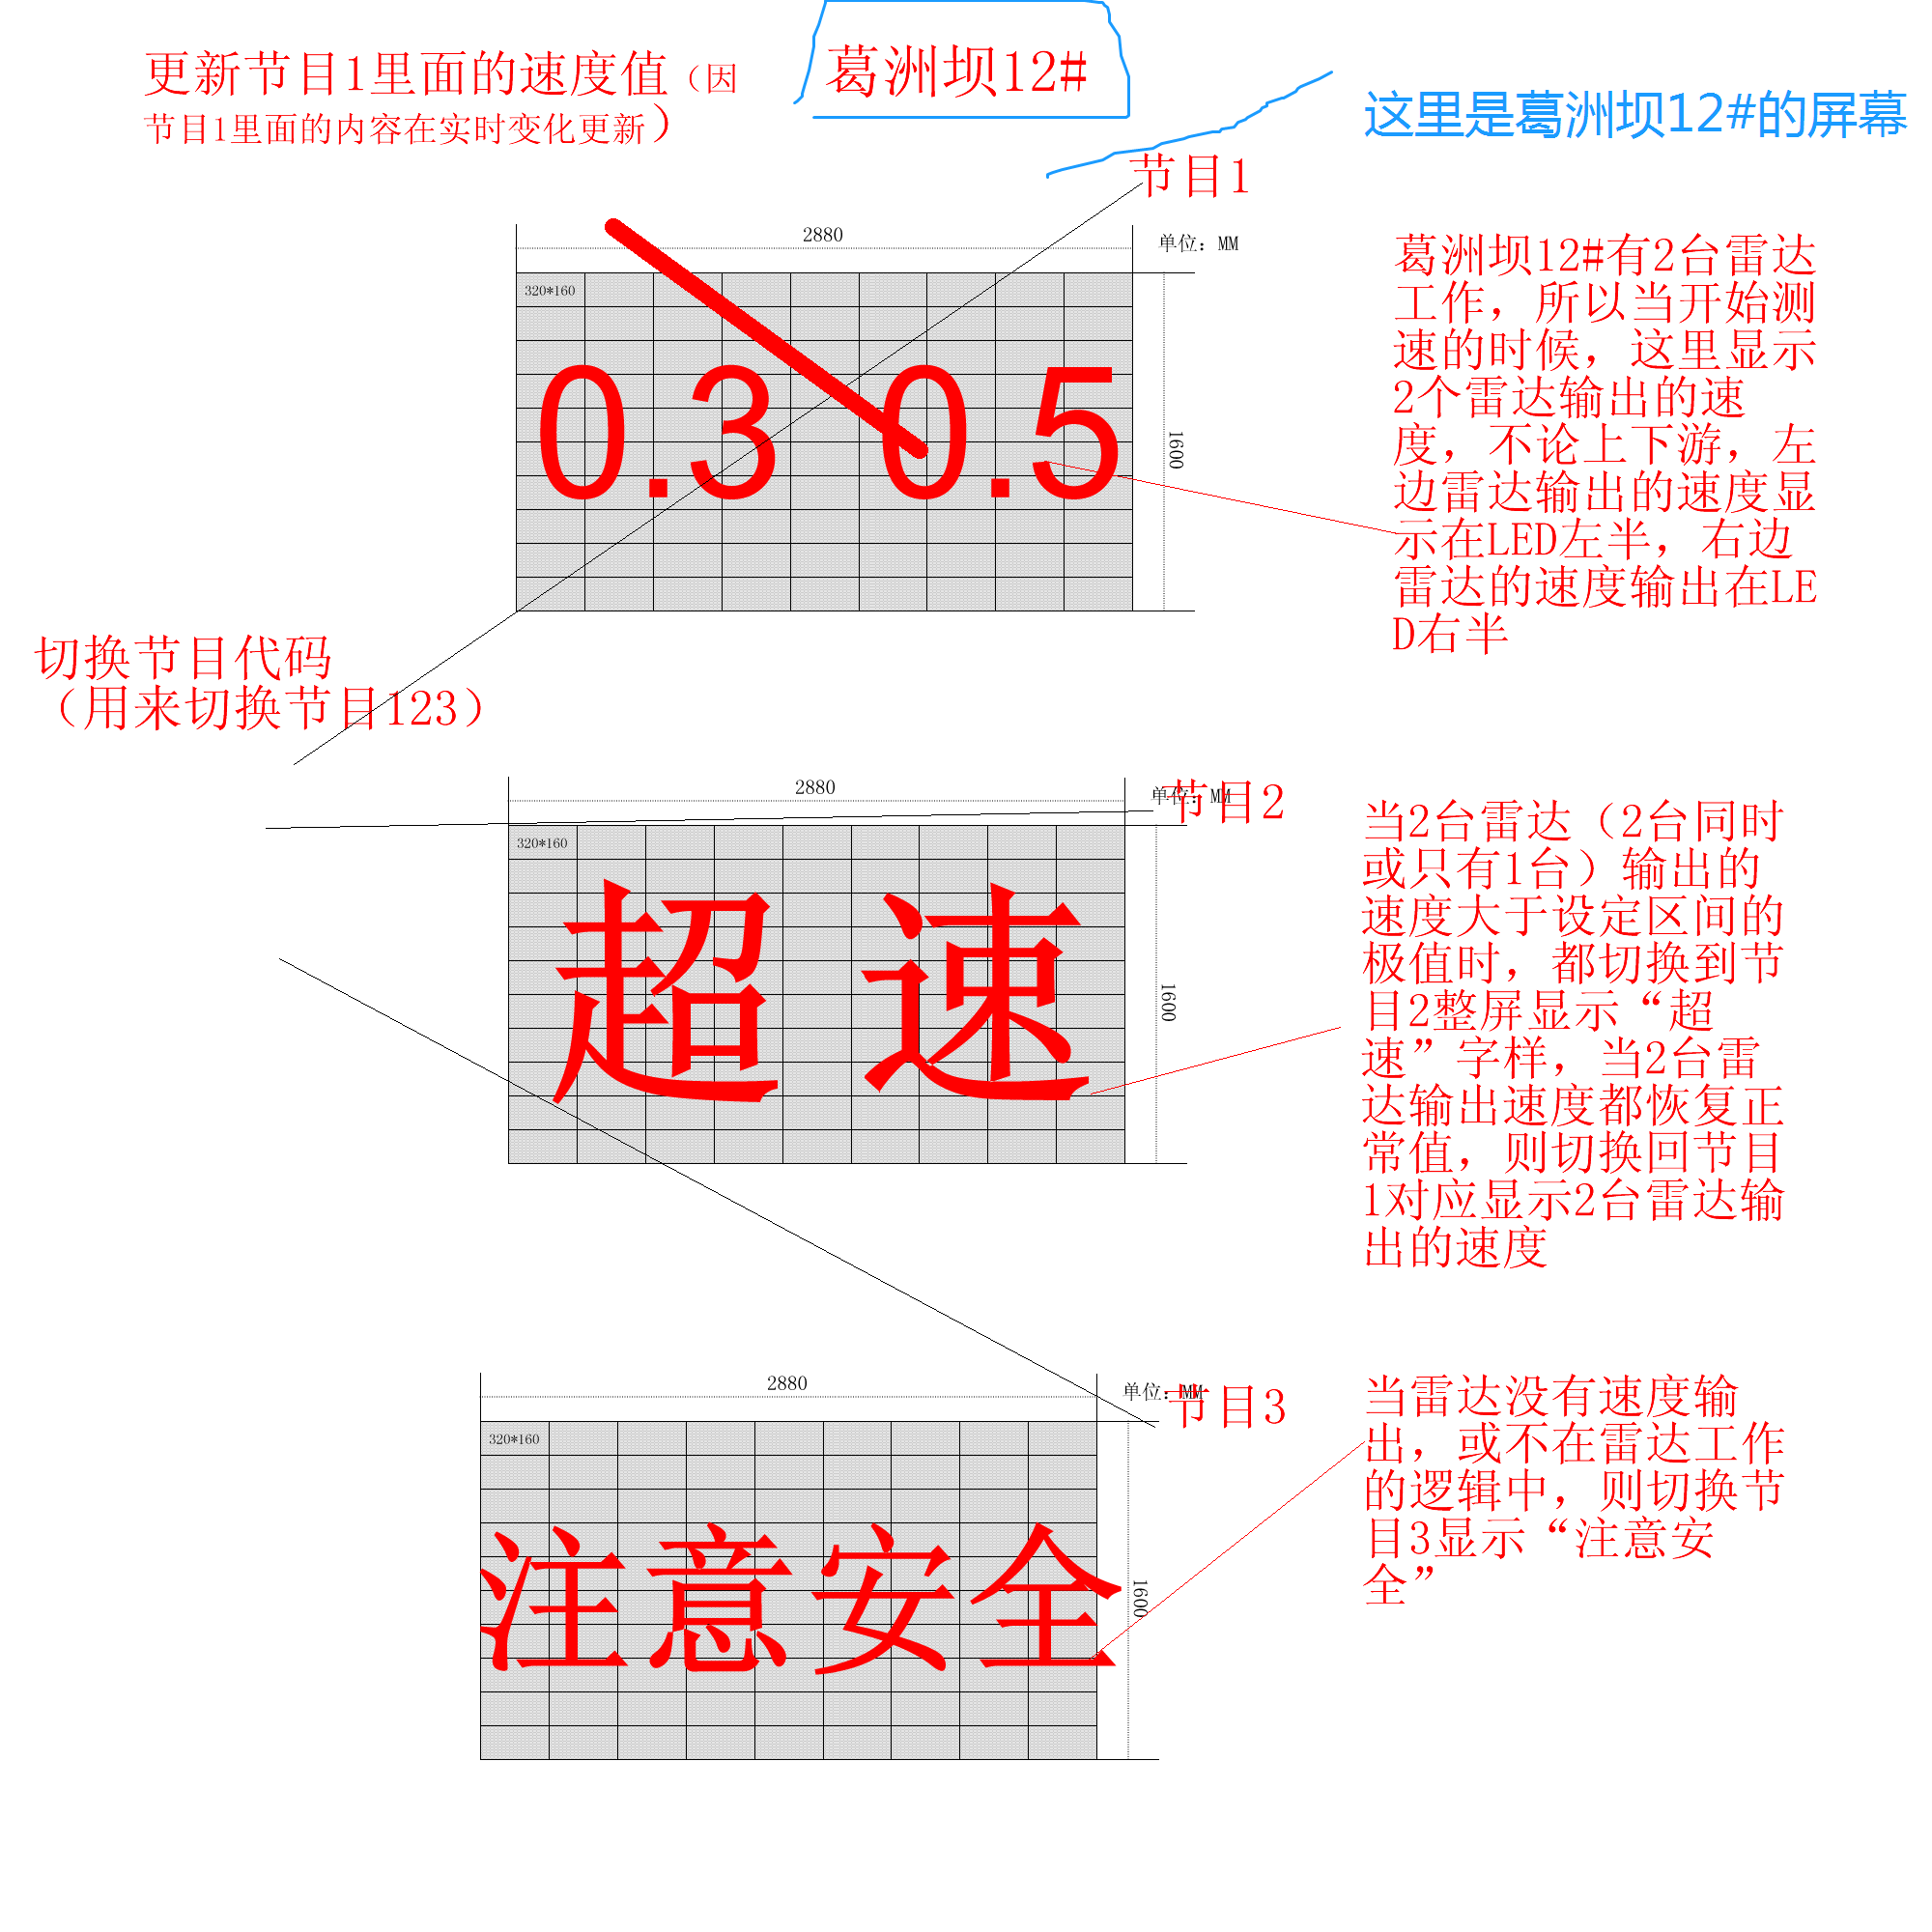 葛洲坝12#
更新节目1里面的速度值（因
节目1里面的内容在实时变化更新）
这里是葛洲坝12#的屏幕
节目1
2880
单位：MM
320*160
0.3 0.5
1600
葛洲坝12#有2台雷达
工作，所以当开始测
速的时候，这里显示
2个雷达输出的速
度，不论上下游，左
边雷达输出的速度显
示在LED左半，右边
雷达的速度输出在LE
D右半
切换节目代码
（用来切换节目123）
2880
单位：MM
节目2
320*160
超 速
1600
当2台雷达（2台同时
或只有1台）输出的
速度大于设定区间的
极值时，都切换到节
目2整屏显示“超
速”字样，当2台雷
达输出速度都恢复正
常值，则切换回节目
1对应显示2台雷达输
出的速度
2880
单位：MM
节目3
320*160
注意安全
1600
当雷达没有速度输
出，或不在雷达工作
的逻辑中，则切换节
目3显示“注意安
全”